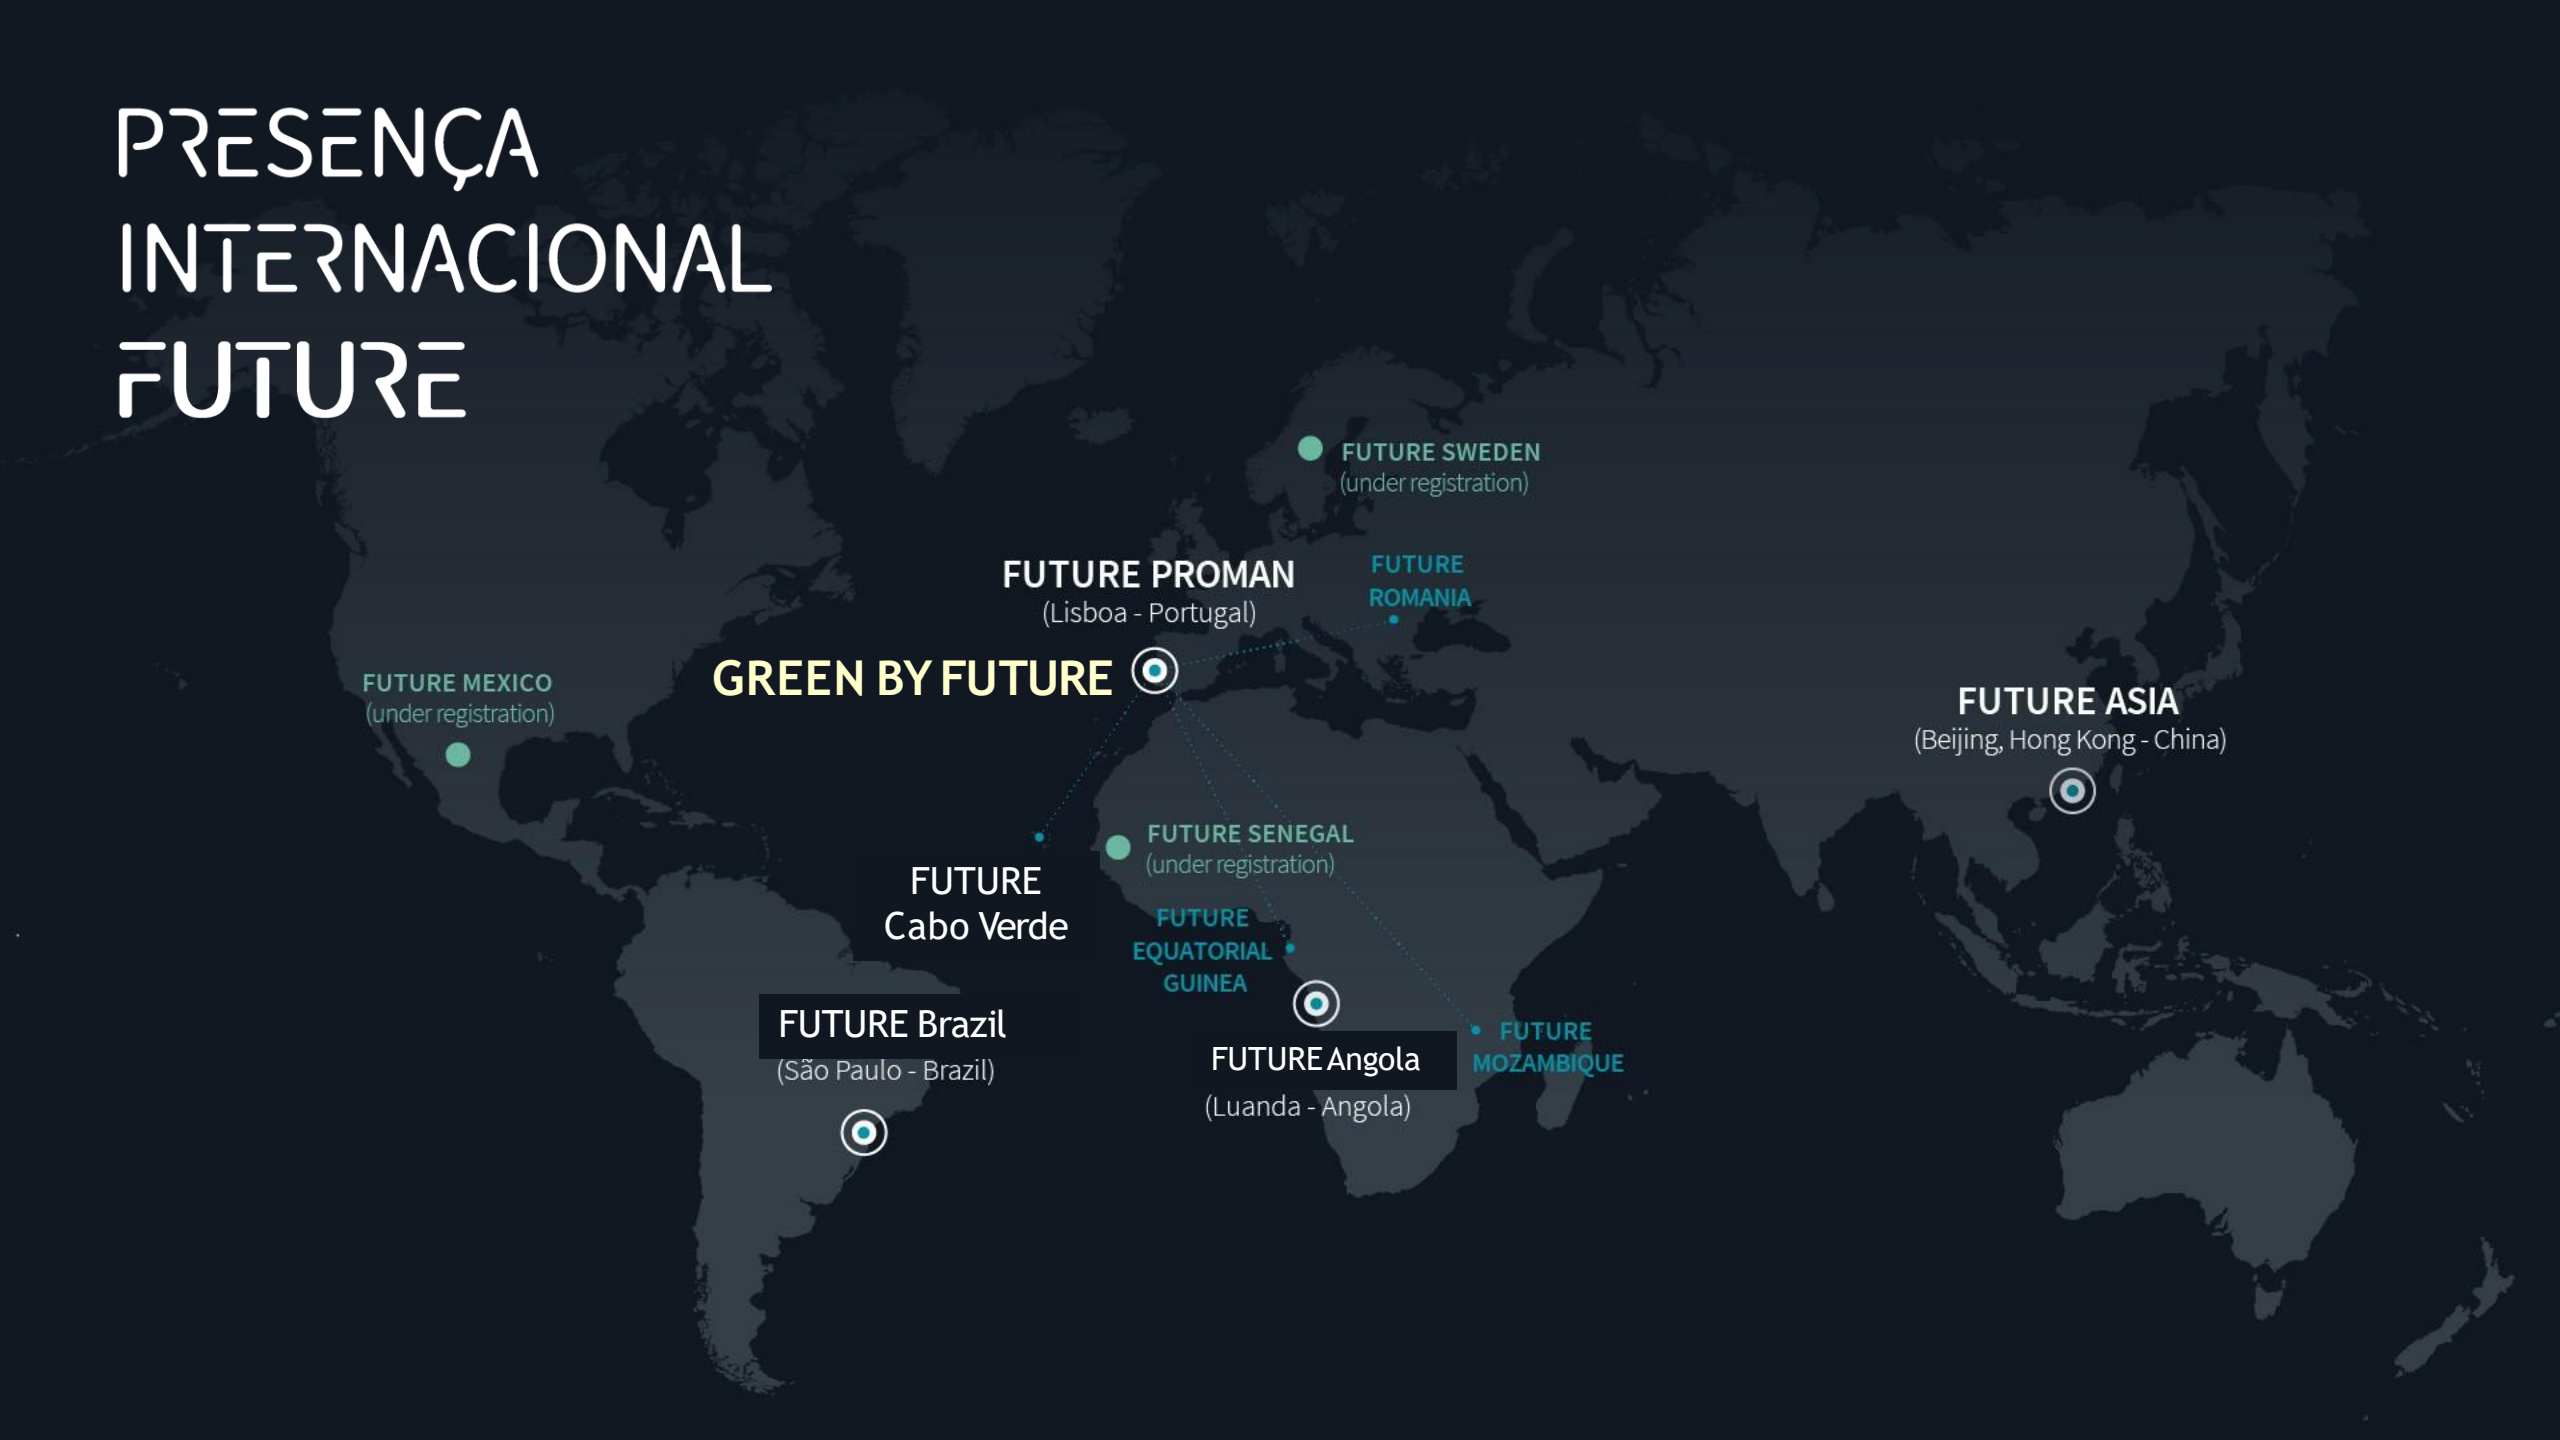 PRESENÇA
INTERNACIONAL
FUTURE
FUTURE SWEDEN
(under registration)
FUTURE PROMAN
(Lisboa - Portugal)
FUTURE
ROMANIA
GREEN BY FUTURE
FUTURE MEXICO
(under registration)
FUTURE ASIA
(Beijing, Hong Kong - China)
FUTURE SENEGAL
(under registration)
FUTURE
Cabo Verde
FUTURE
EQUATORIAL
GUINEA
FUTURE Brazil
(São Paulo - Brazil)
FUTURE Angola
(Luanda - Angola)
FUTURE
MOZAMBIQUE